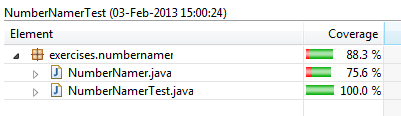 NumberNamerTest (03-Feb-2013 15:00:24)
Element Coverage
exercises.numbernamer 88.3 %
NumberNamer.java 75.6 %
NumberNamerTest.java 100.0 %